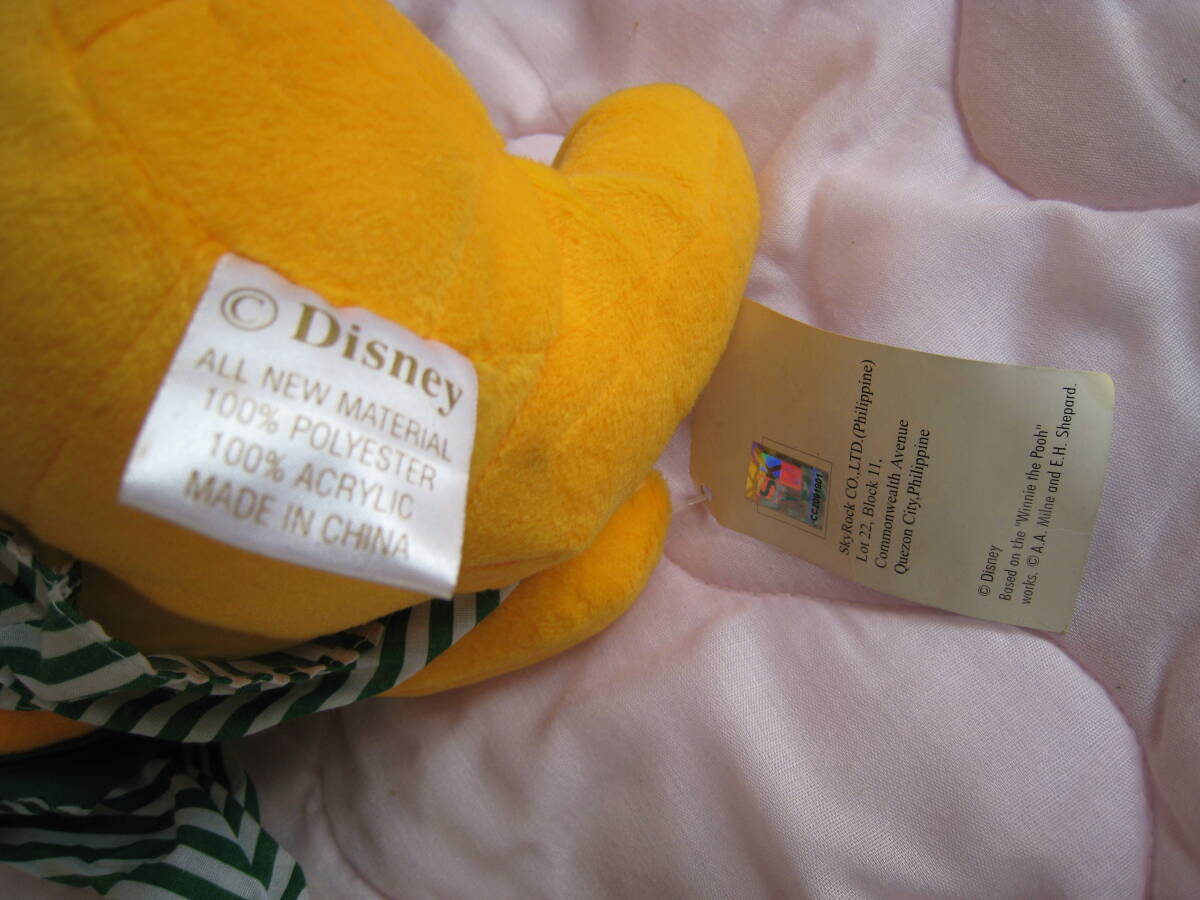 © Disney
ALL NEW MATERIAL
100% POLYESTER
100% ACRYLIC
MADE IN CHINA
SK
SkyRock CO.,LTD.(Philippine)
Lot 22, Block 11,
Commonwealth Avenue
Quezon City,Philippine
© Disney
Based on the "Winnie the Pooh"
works. © A.A. Milne and E.H. Shepard.